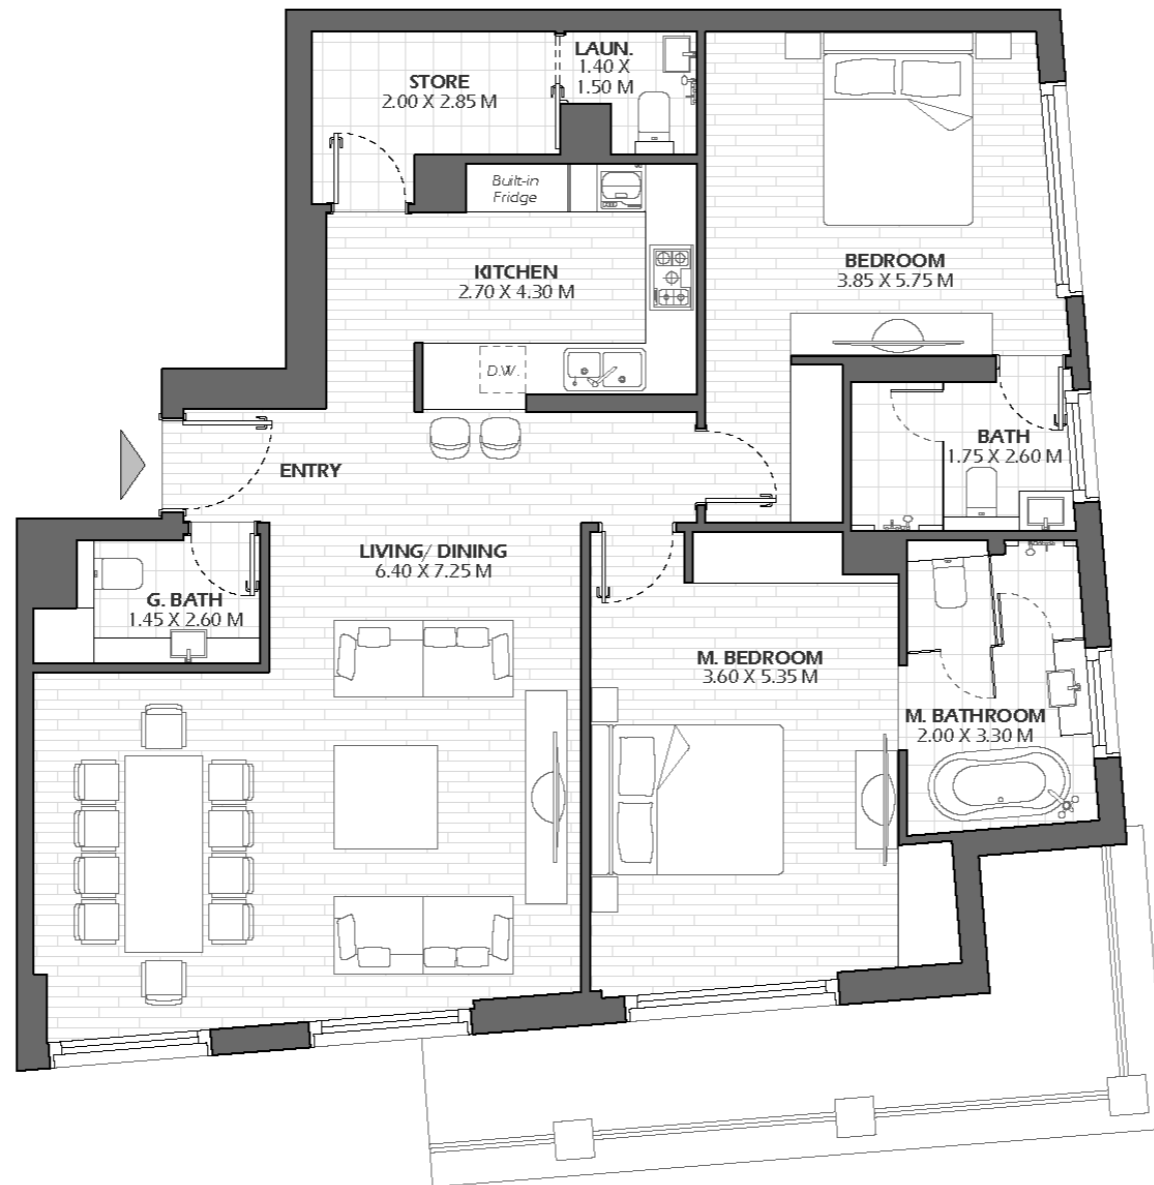 STORE
2.00 X 2.85 M
LAUN.
1.40 X
1.50 M
Built-in
Fridge
KITCHEN
2.70 X 4.30 M
BEDROOM
3.85 X 5.75 M
D.W.
BATH
1.75 X 2.60 M
ENTRY
LIVING/ DINING
6.40 X 7.25 M
G. BATH
1.45 X 2.60 M
M. BEDROOM
3.60 X 5.35 M
M. BATHROOM
2.00 X 3.30 M